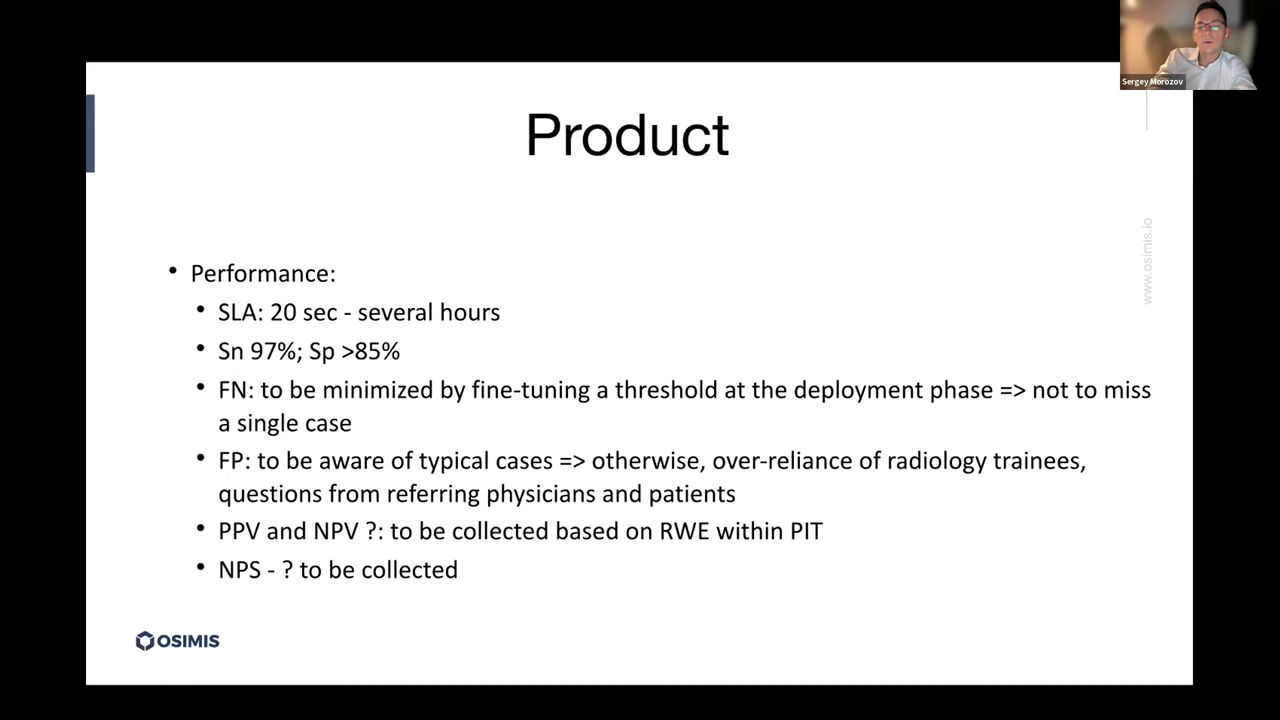 Sergey Morozov
Product
www.osimis.io
• Performance:
• SLA: 20 sec - several hours
• Sn 97%; Sp >85%
• FN: to be minimized by fine-tuning a threshold at the deployment phase => not to miss
a single case
• FP: to be aware of typical cases => otherwise, over-reliance of radiology trainees,
questions from referring physicians and patients
• PPV and NPV ?: to be collected based on RWE within PIT
• NPS - ? to be collected
OSIMIS